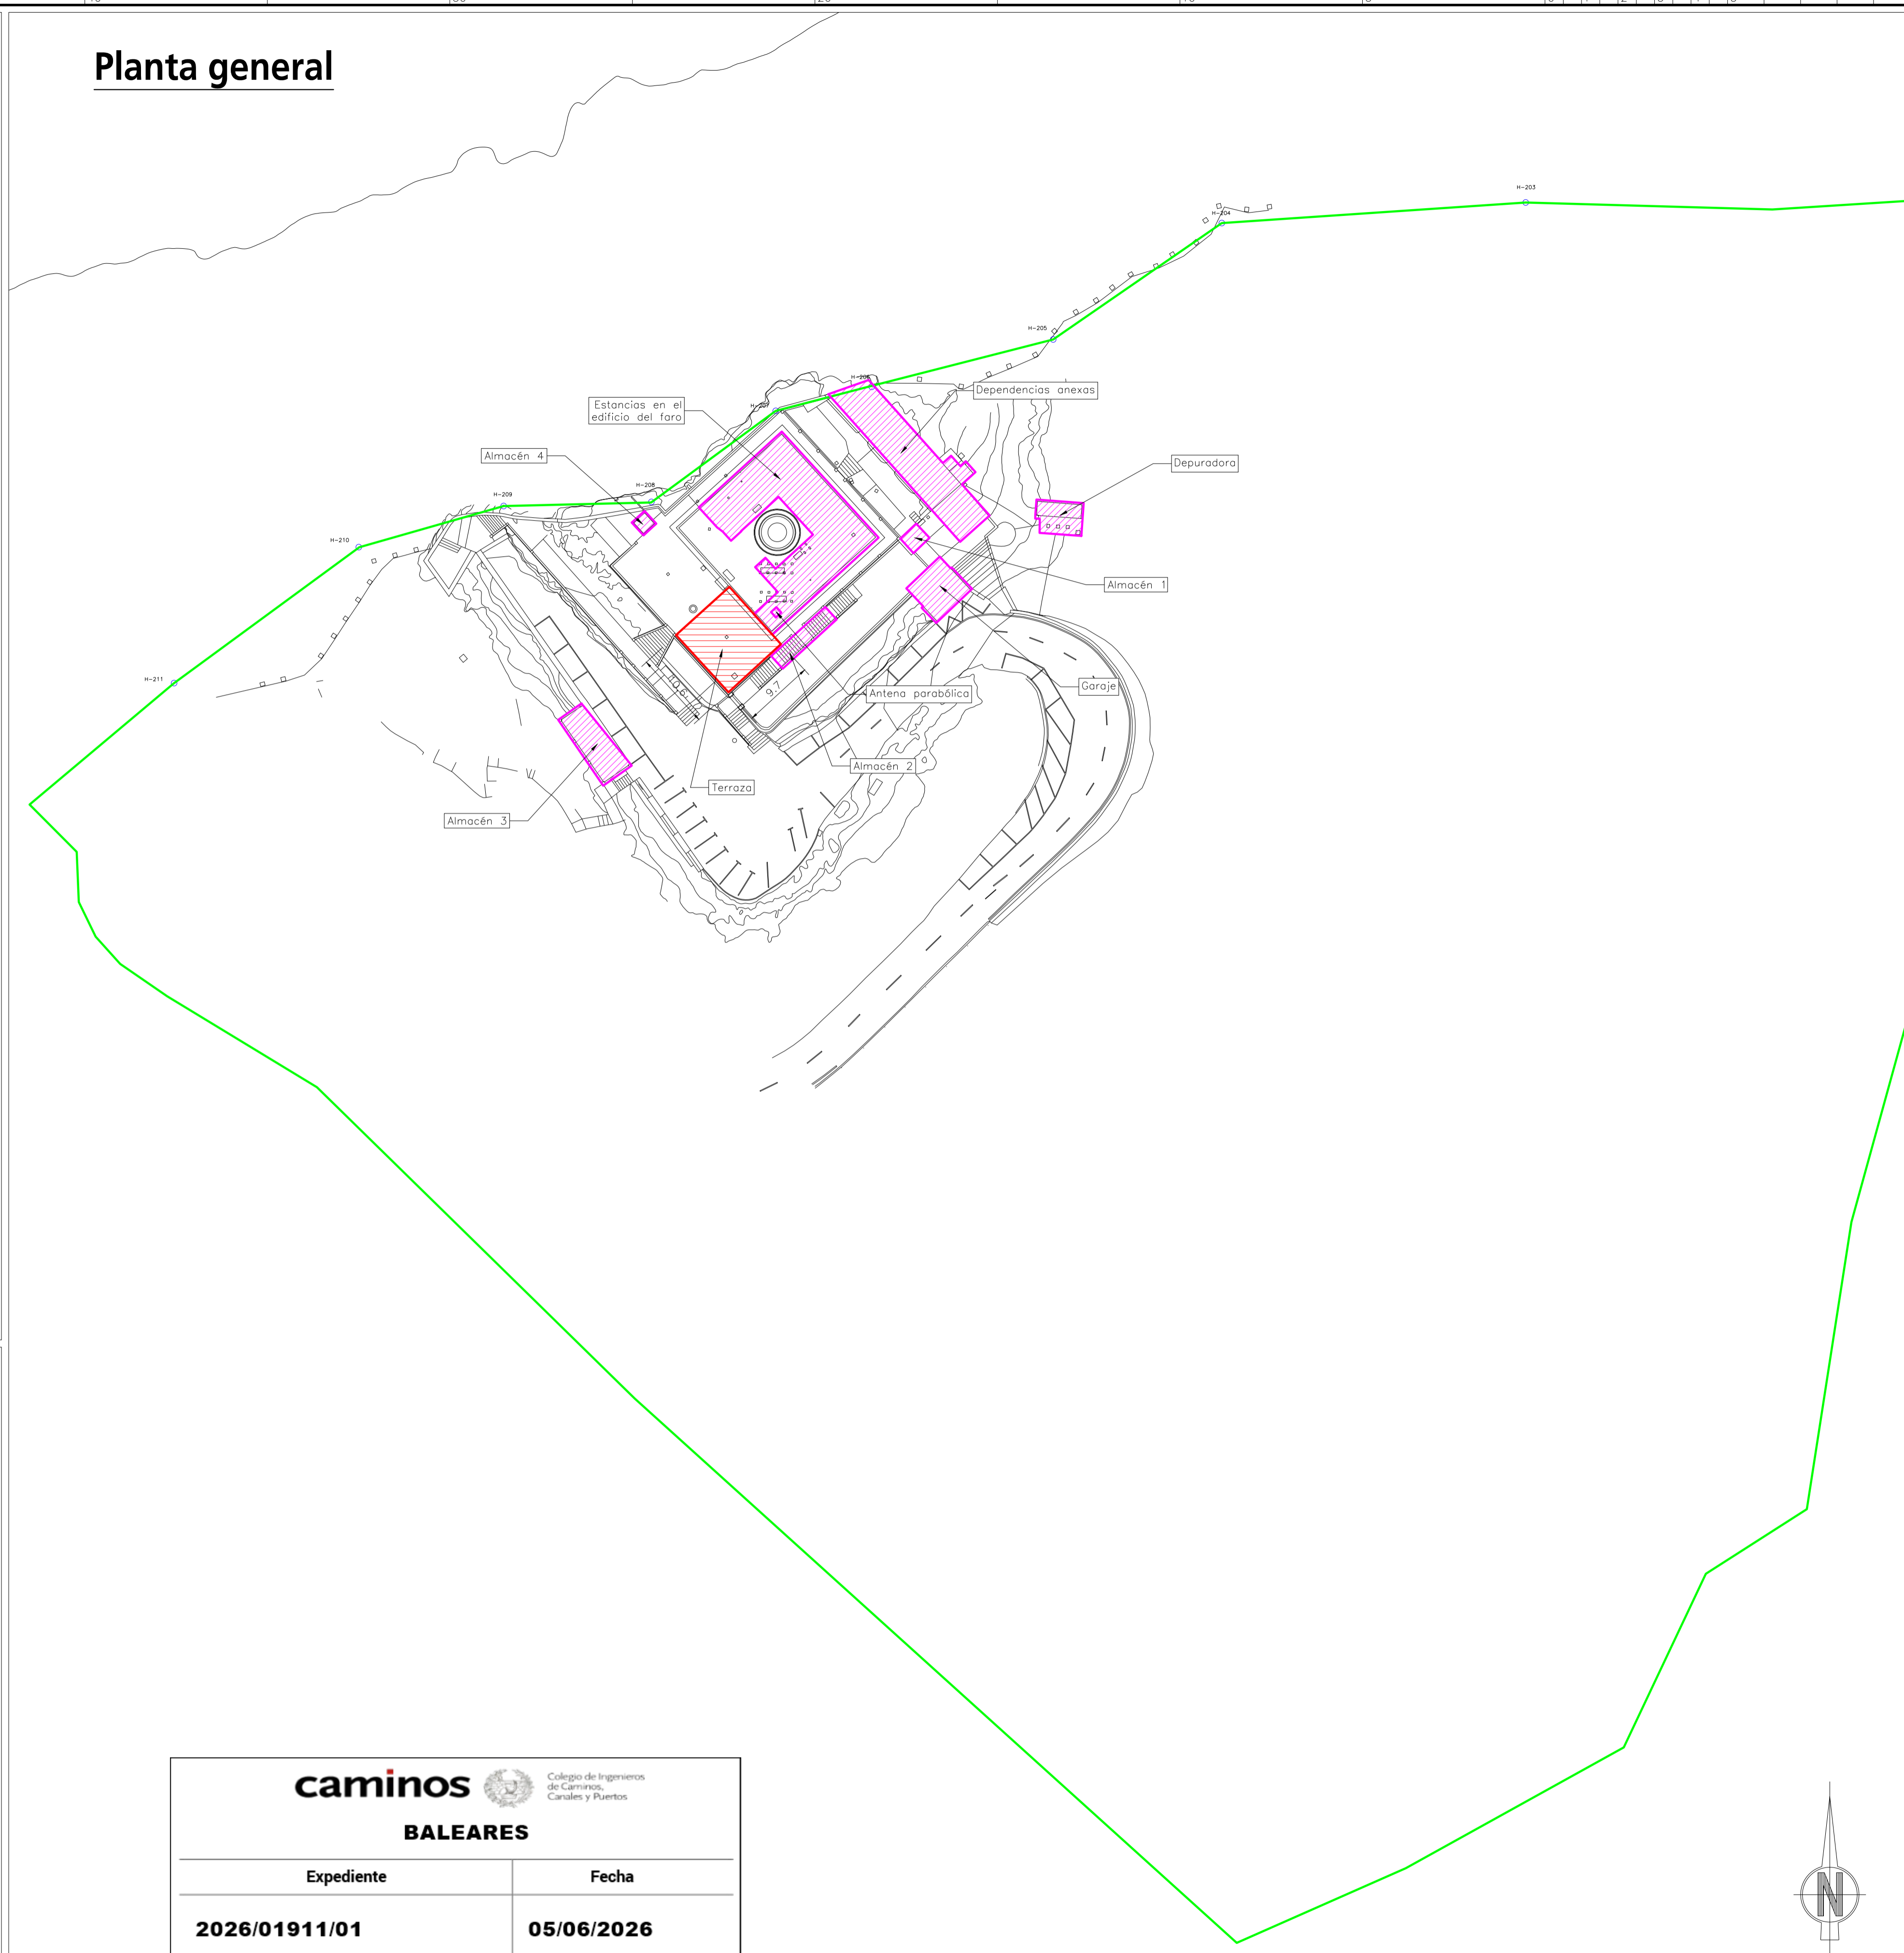 Planta general
H-203
H-204
H-205
H-206
Dependencias anexas
Estancias en el
edificio del faro
Almacén 4
Depuradora
H-208
H-209
H-210
Almacén 1
H-211
Garaje
9.7
Antena parabólica
Almacén 2
Terraza
Almacén 3
caminos
Colegio de Ingenieros
de Caminos,
Canales y Puertos
BALEARES
Expediente
Fecha
2026/01911/01
05/06/2026
N